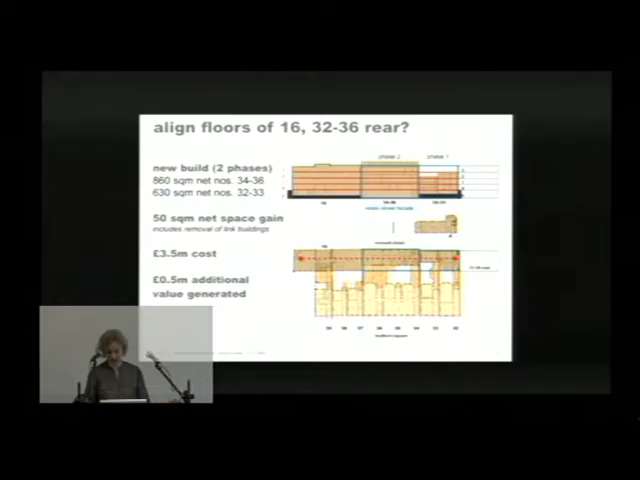 align floors of 16, 32-36 rear?
new build (2 phases)
860 sqm net nos. 34-36
630 sqm net nos. 32-33
50 sqm net space gain
includes removal of link buildings
£3.5m cost
£0.5m additional
value generated
phase 2
phase 1